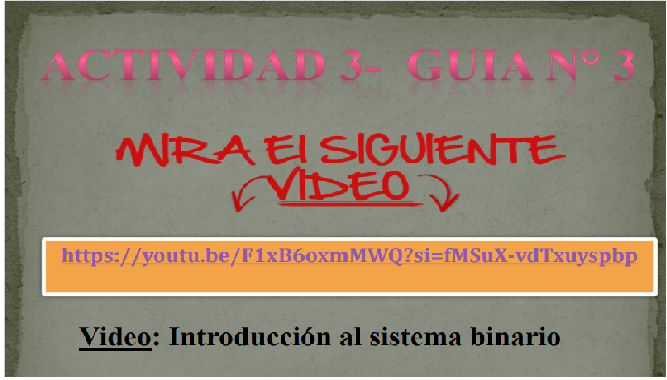 ACTIVIDAD 3- GUIA N° 3
MIRA El SIGUIENTE
VIDEO
https://youtu.be/F1xB6oxmMWQ?si=fMSuX-vdTxuyspbp
Video: Introducción al sistema binario